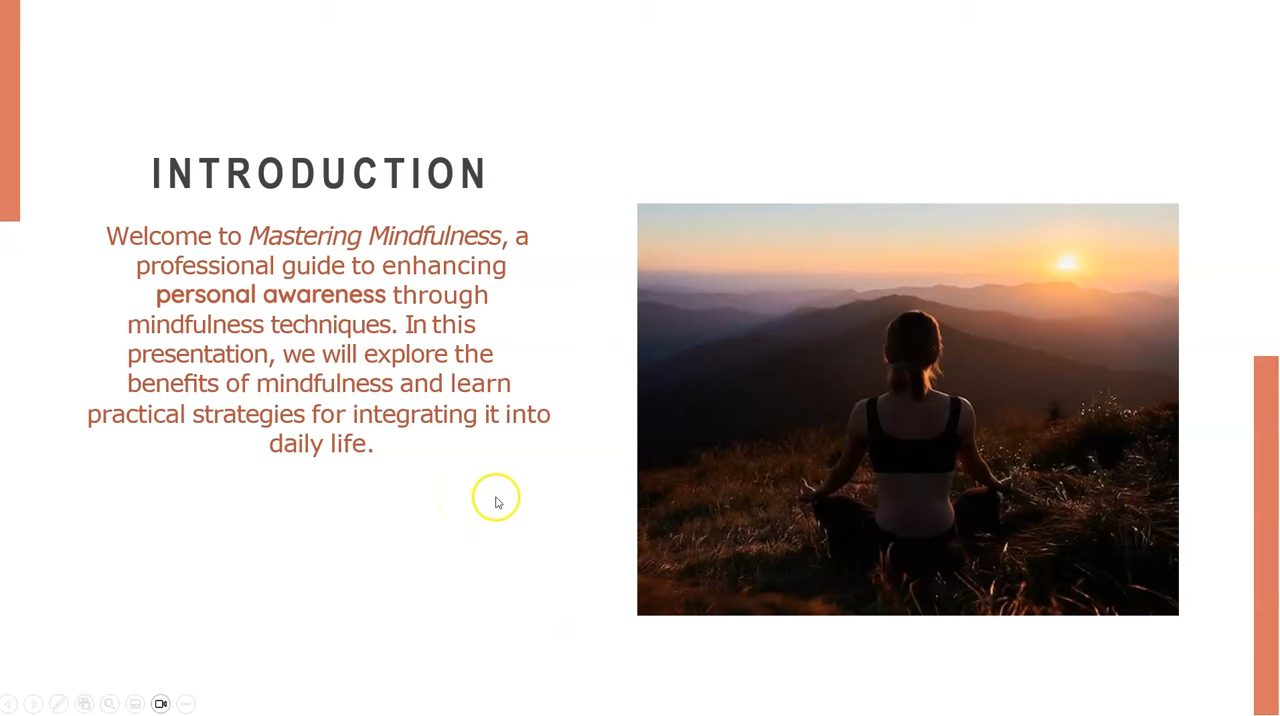 INTRODUCTION
Welcome to Mastering Mindfulness, a
professional guide to enhancing
personal awareness through
mindfulness techniques. In this
presentation, we will explore the
benefits of mindfulness and learn
practical strategies for integrating it into
daily life.